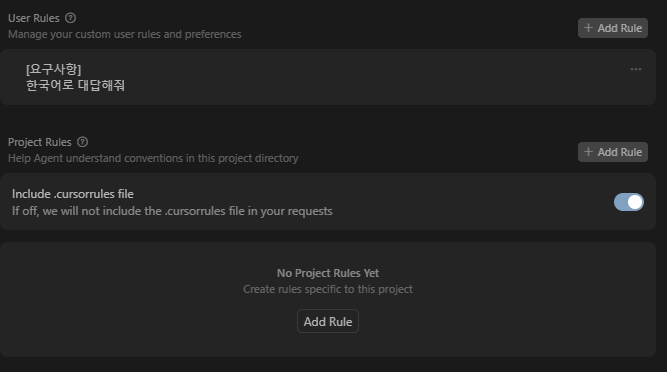 User Rules
+ Add Rule
Manage your custom user rules and preferences
[요구사항]
한국어로 대답해줘
Project Rules
+ Add Rule
Help Agent understand conventions in this project directory
Include .cursorrules file
If off, we will not include the .cursorrules file in your requests
No Project Rules Yet
Create rules specific to this project
Add Rule